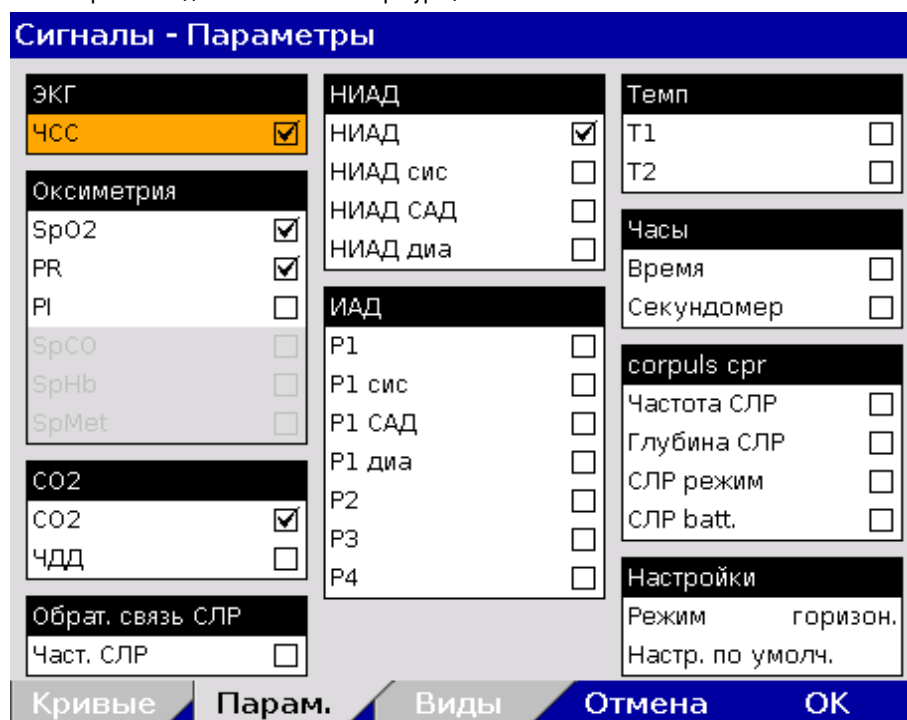 Сигналы - Параметры
ЭКГ
ЧСС
Оксиметрия
SpO2
PR
PI
SpCO
SpHb
SpMet
CO2
CO2
ЧДД
Обрат. связь СЛР
Част. СЛР
НИАД
НИАД
НИАД сис
НИАД САД
НИАД диа
ИАД
P1
P1 сис
P1 САД
P1 диа
P2
P3
P4
Темп
T1
T2
Часы
Время
Секундомер
corpuls cpr
Частота СЛР
Глубина СЛР
СЛР режим
СЛР batt.
Настройки
Режим горизон.
Настр. по умолч.
Кривые Парам. Виды Отмена OK